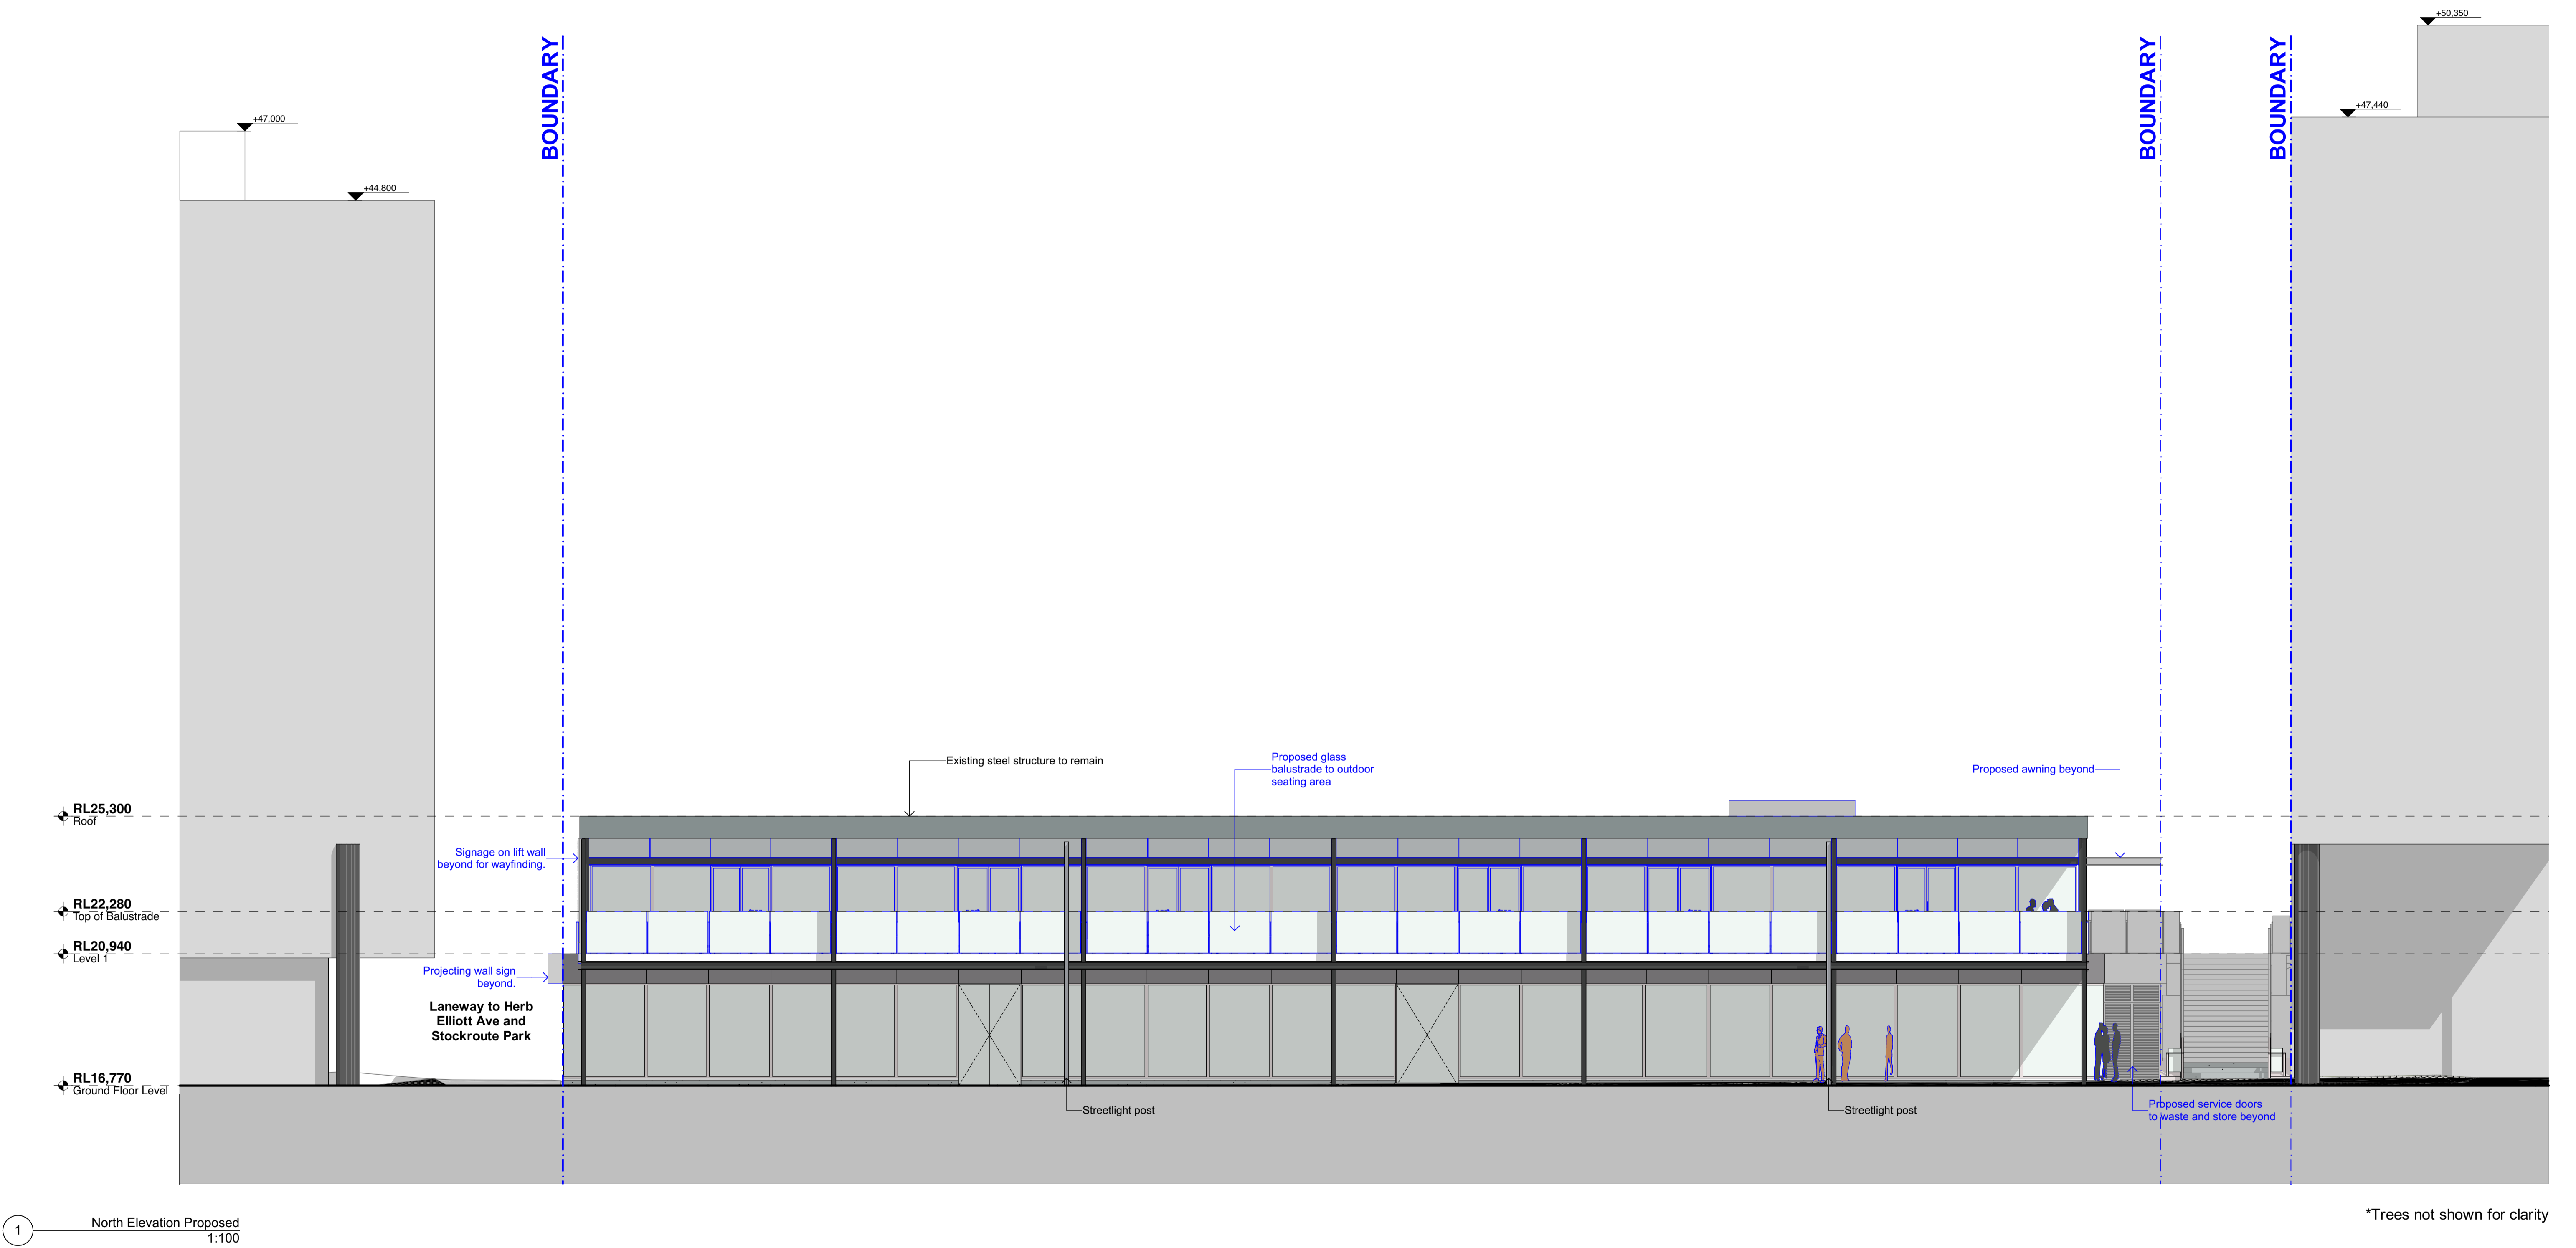 +50,350
BOUNDARY
BOUNDARY
BOUNDARY
+47,440
+47,000
+44,800
Existing steel structure to remain
Proposed glass
balustrade to outdoor
seating area
Proposed awning beyond
RL25,300
Roof
Signage on lift wall
beyond for wayfinding.
RL22,280
Top of Balustrade
RL20,940
Level 1
Projecting wall sign
beyond.
Laneway to Herb
Elliott Ave and
Stockroute Park
RL16,770
Ground Floor Level
Streetlight post
Streetlight post
Proposed service doors
to waste and store beyond
1
North Elevation Proposed
1:100
*Trees not shown for clarity